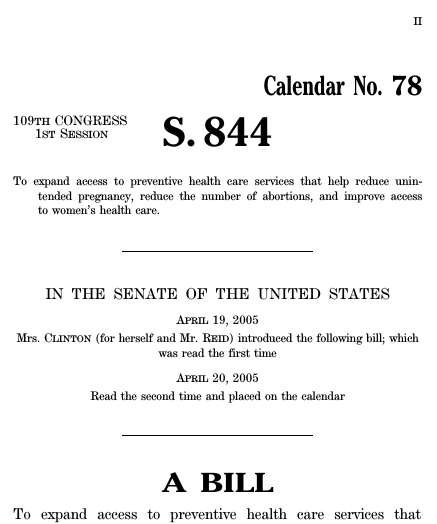 II
Calendar No. 78
109TH CONGRESS
1ST SESSION
S. 844
To expand access to preventive health care services that help reduce unin-
tended pregnancy, reduce the number of abortions, and improve access
to women's health care.
IN THE SENATE OF THE UNITED STATES
APRIL 19, 2005
Mrs. CLINTON (for herself and Mr. REID) introduced the following bill; which
was read the first time
APRIL 20, 2005
Read the second time and placed on the calendar
A BILL
To expand access to preventive health care services that